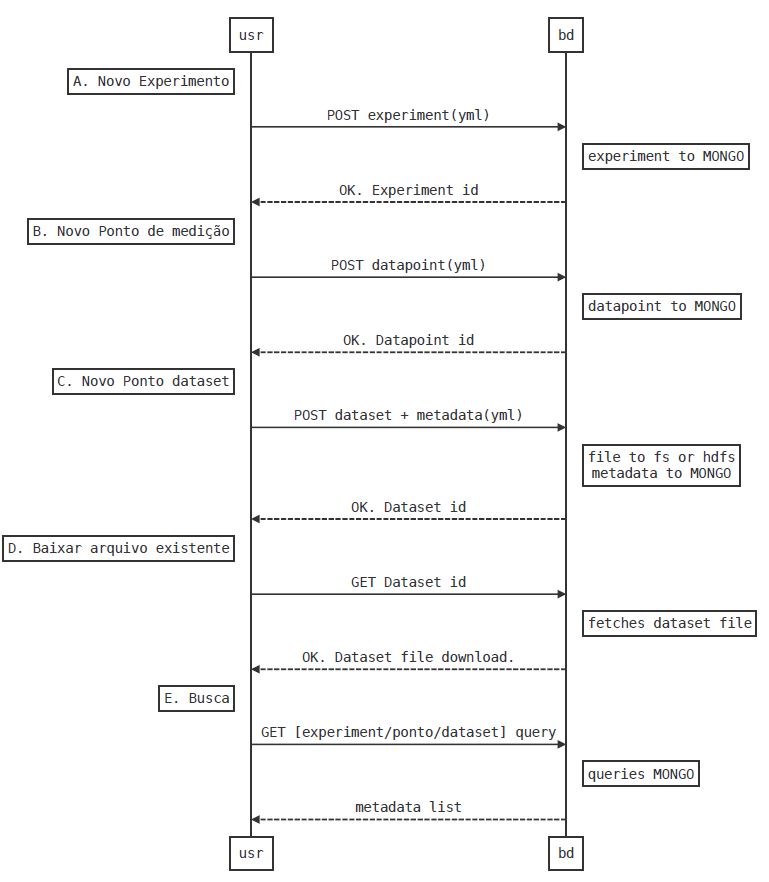 usr
bd
A. Novo Experimento
POST experiment(yml)
experiment to MONGO
OK. Experiment id
B. Novo Ponto de medição
POST datapoint(yml)
datapoint to MONGO
OK. Datapoint id
C. Novo Ponto dataset
POST dataset + metadata(yml)
file to fs or hdfs
metadata to MONGO
OK. Dataset id
D. Baixar arquivo existente
GET Dataset id
fetches dataset file
OK. Dataset file download.
E. Busca
GET [experiment/ponto/dataset] query
queries MONGO
metadata list
usr
bd